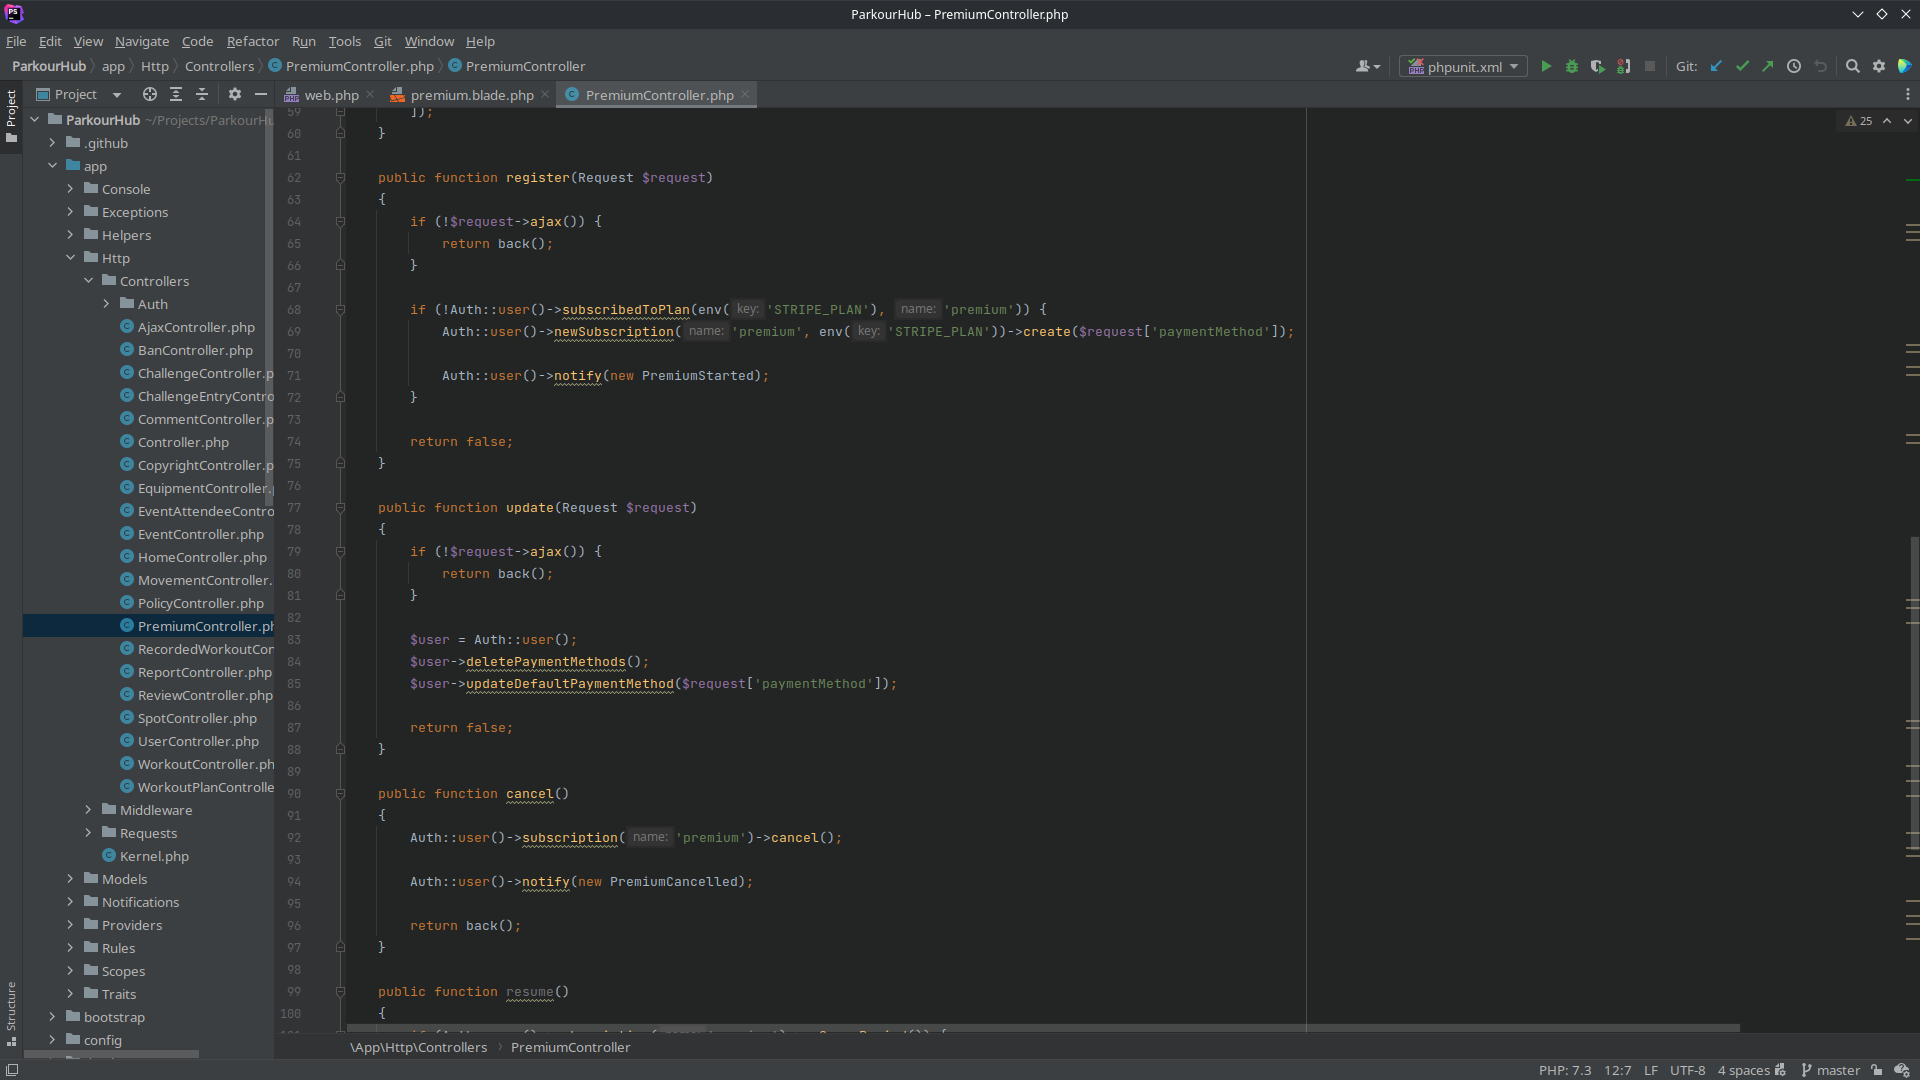 ParkourHub – PremiumController.php
File Edit View Navigate Code Refactor Run Tools Git Window Help
ParkourHub app Http Controllers PremiumController.php PremiumController
phpunit.xml Git:
Project
Project
web.php premium.blade.php PremiumController.php
25
ParkourHub ~/Projects/ParkourHu
.github
app
Console
Exceptions
Helpers
Http
Controllers
Auth
AjaxController.php
BanController.php
ChallengeController.p
ChallengeEntryContro
CommentController.p
Controller.php
CopyrightController.p
EquipmentController.
EventAttendeeContro
EventController.php
HomeController.php
MovementController.
PolicyController.php
PremiumController.ph
RecordedWorkoutCon
ReportController.php
ReviewController.php
SpotController.php
UserController.php
WorkoutController.ph
WorkoutPlanControlle
Middleware
Requests
Kernel.php
Models
Notifications
Providers
Rules
Scopes
Traits
bootstrap
config
Structure
59 ]);
60 }
61
62 public function register(Request $request)
63 {
64 if (!$request->ajax()) {
65 return back();
66 }
67
68 if (!Auth::user()->subscribedToPlan(env( key: 'STRIPE_PLAN'), name: 'premium')) {
69 Auth::user()->newSubscription( name: 'premium', env( key: 'STRIPE_PLAN'))->create($request['paymentMethod']);
70
71 Auth::user()->notify(new PremiumStarted);
72 }
73
74 return false;
75 }
76
77 public function update(Request $request)
78 {
79 if (!$request->ajax()) {
80 return back();
81 }
82
83 $user = Auth::user();
84 $user->deletePaymentMethods();
85 $user->updateDefaultPaymentMethod($request['paymentMethod']);
86
87 return false;
88 }
89
90 public function cancel()
91 {
92 Auth::user()->subscription( name: 'premium')->cancel();
93
94 Auth::user()->notify(new PremiumCancelled);
95
96 return back();
97 }
98
99 public function resume()
100 {
\App\Http\Controllers PremiumController
PHP: 7.3 12:7 LF UTF-8 4 spaces master